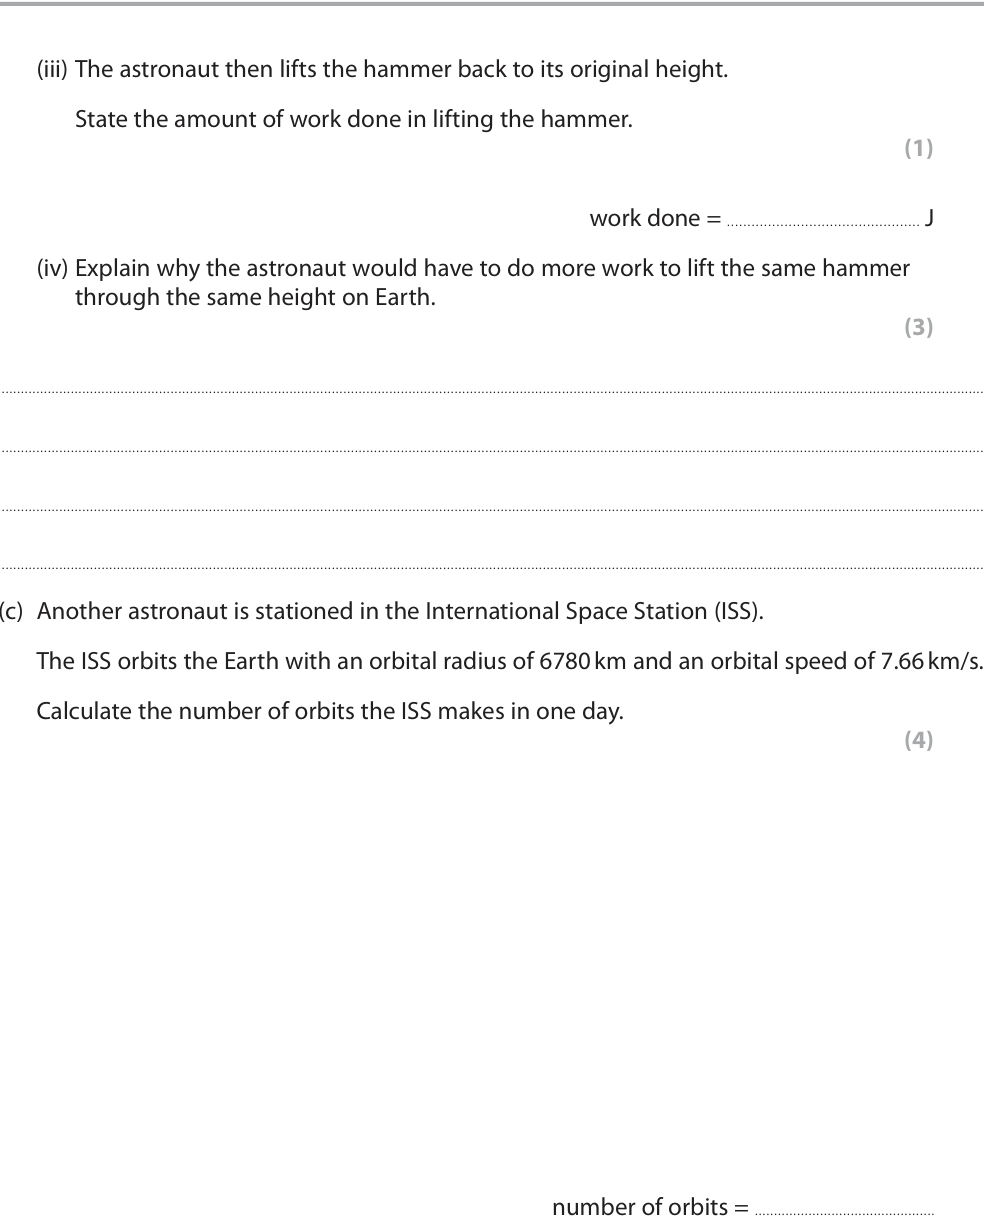 (iii) The astronaut then lifts the hammer back to its original height.
State the amount of work done in lifting the hammer.
(1)
work done = ............................................... J
(iv) Explain why the astronaut would have to do more work to lift the same hammer
through the same height on Earth.
(3)
(c) Another astronaut is stationed in the International Space Station (ISS).
The ISS orbits the Earth with an orbital radius of 6780 km and an orbital speed of 7.66 km/s.
Calculate the number of orbits the ISS makes in one day.
(4)
number of orbits = ...............................................